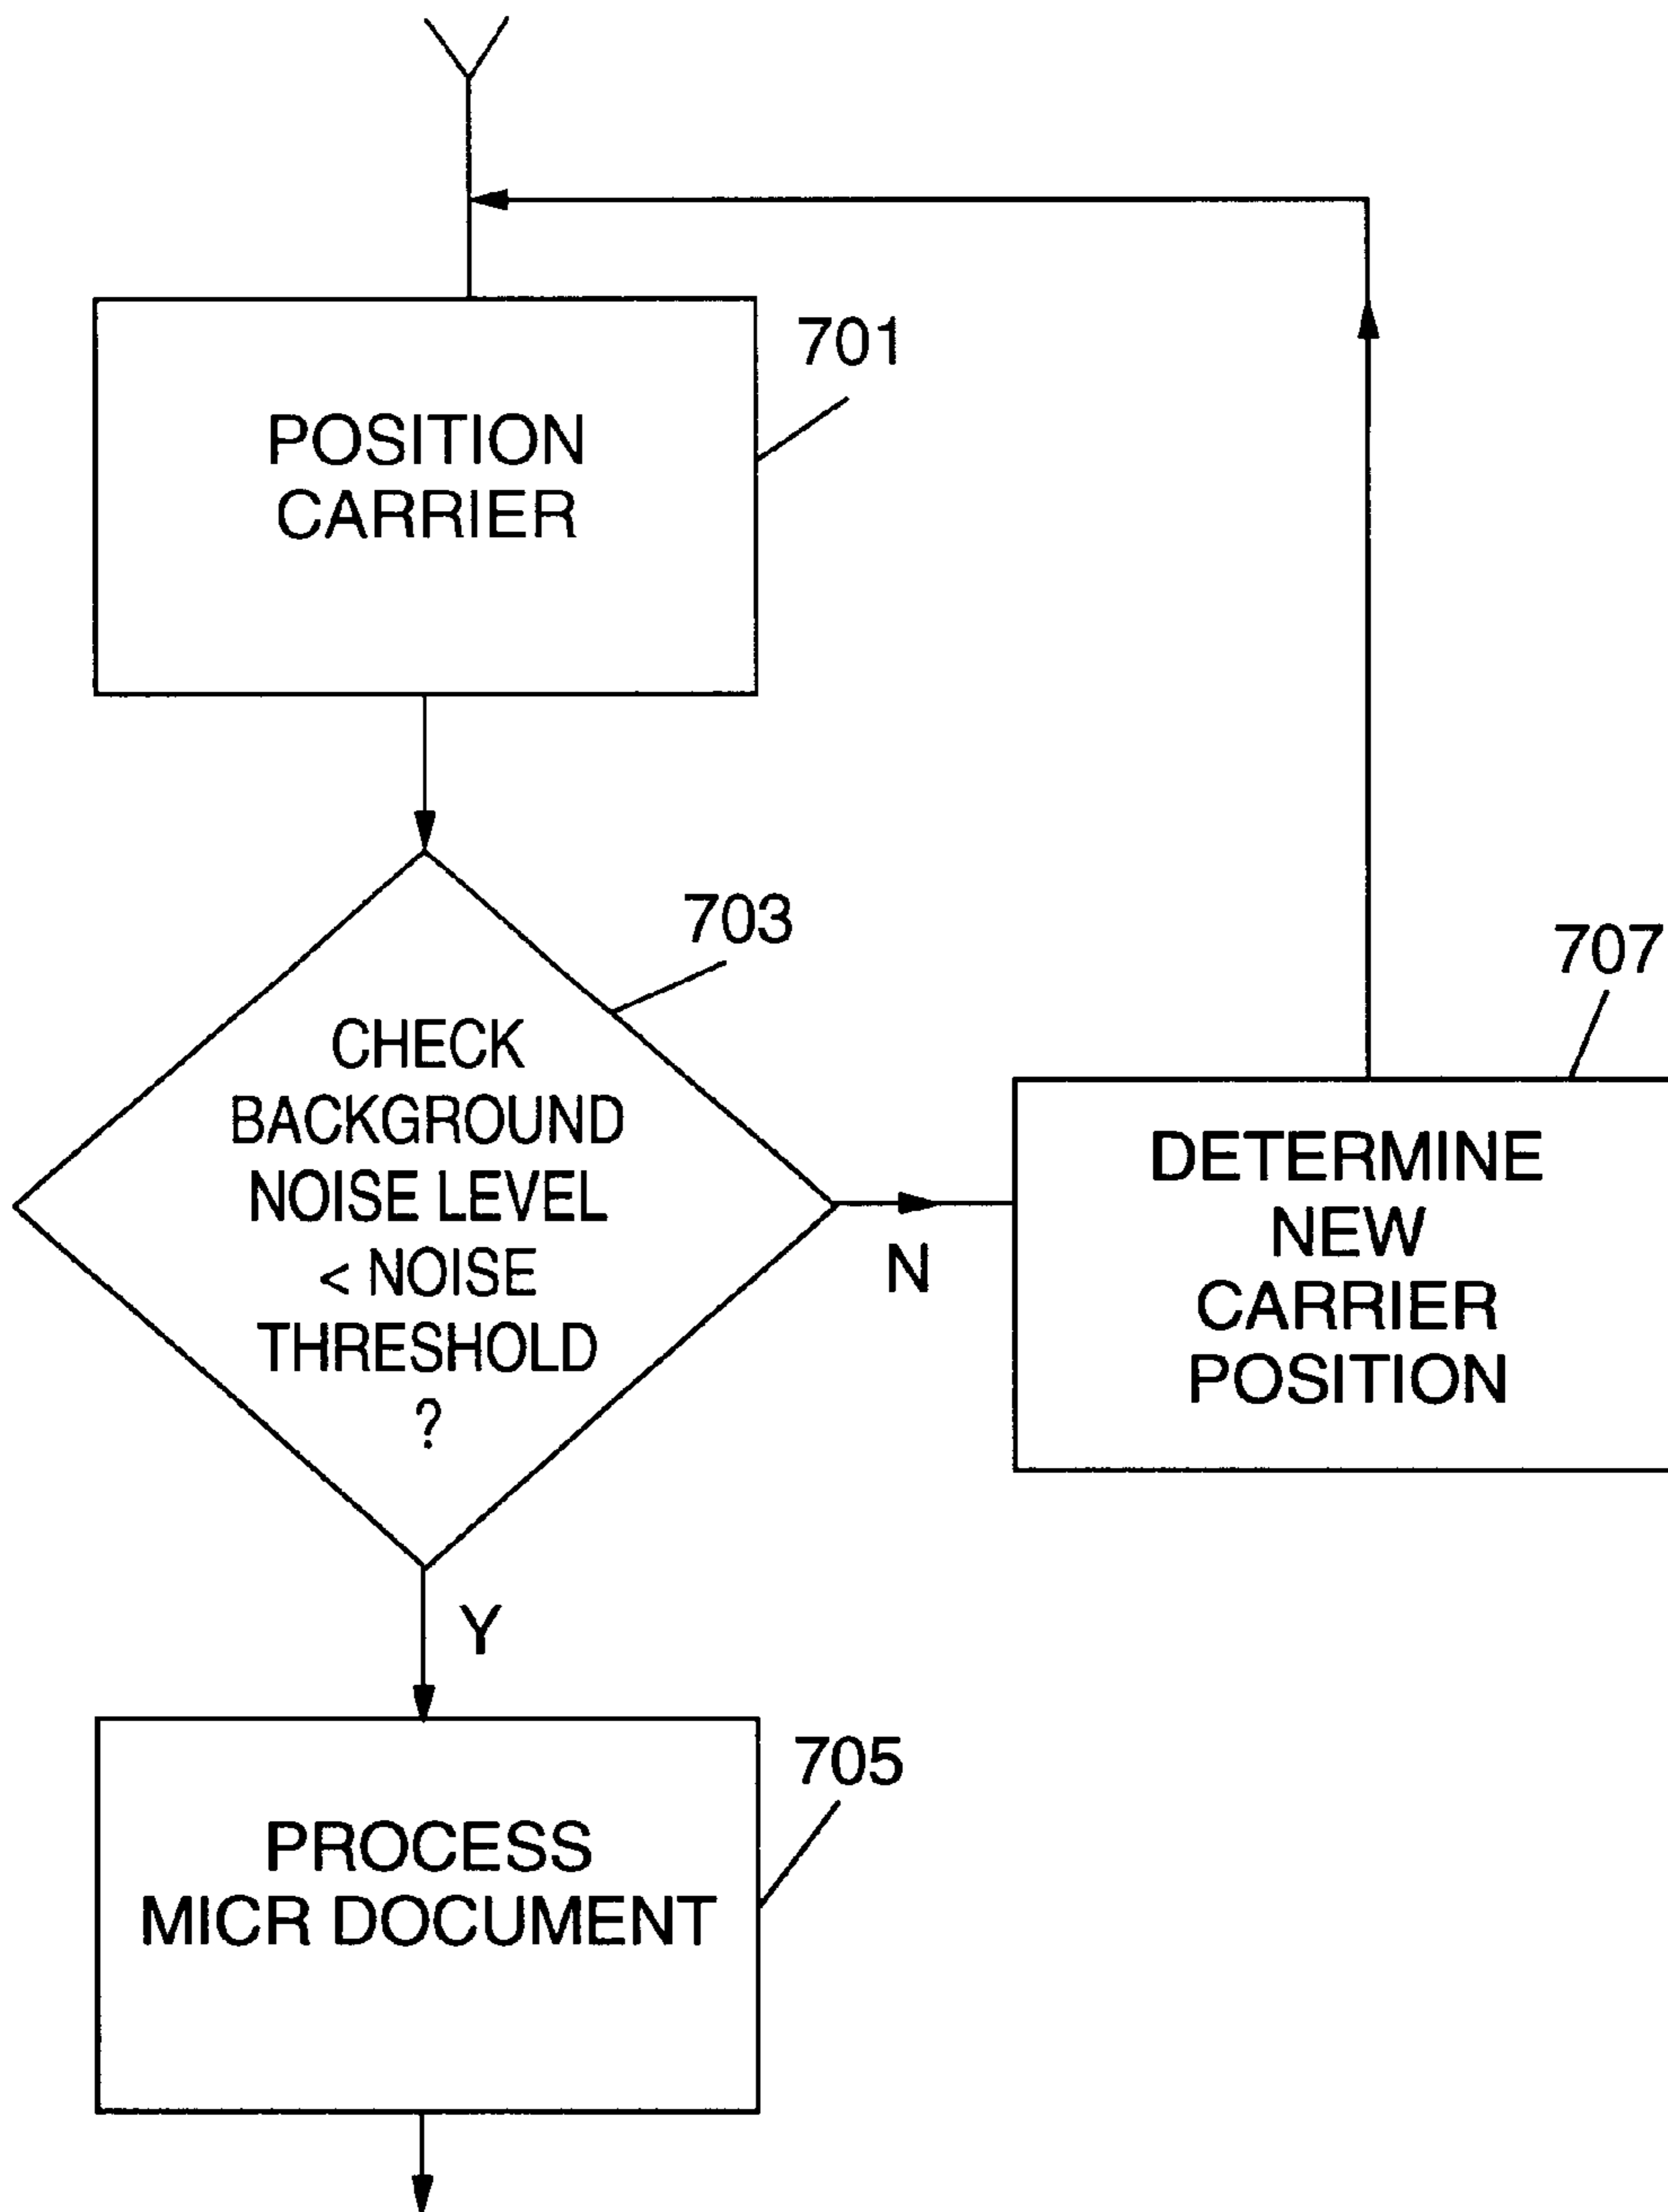 701
POSITION
CARRIER
703
CHECK
BACKGROUND
NOISE LEVEL
< NOISE
THRESHOLD
?
N
707
DETERMINE
NEW
CARRIER
POSITION
Y
705
PROCESS
MICR DOCUMENT